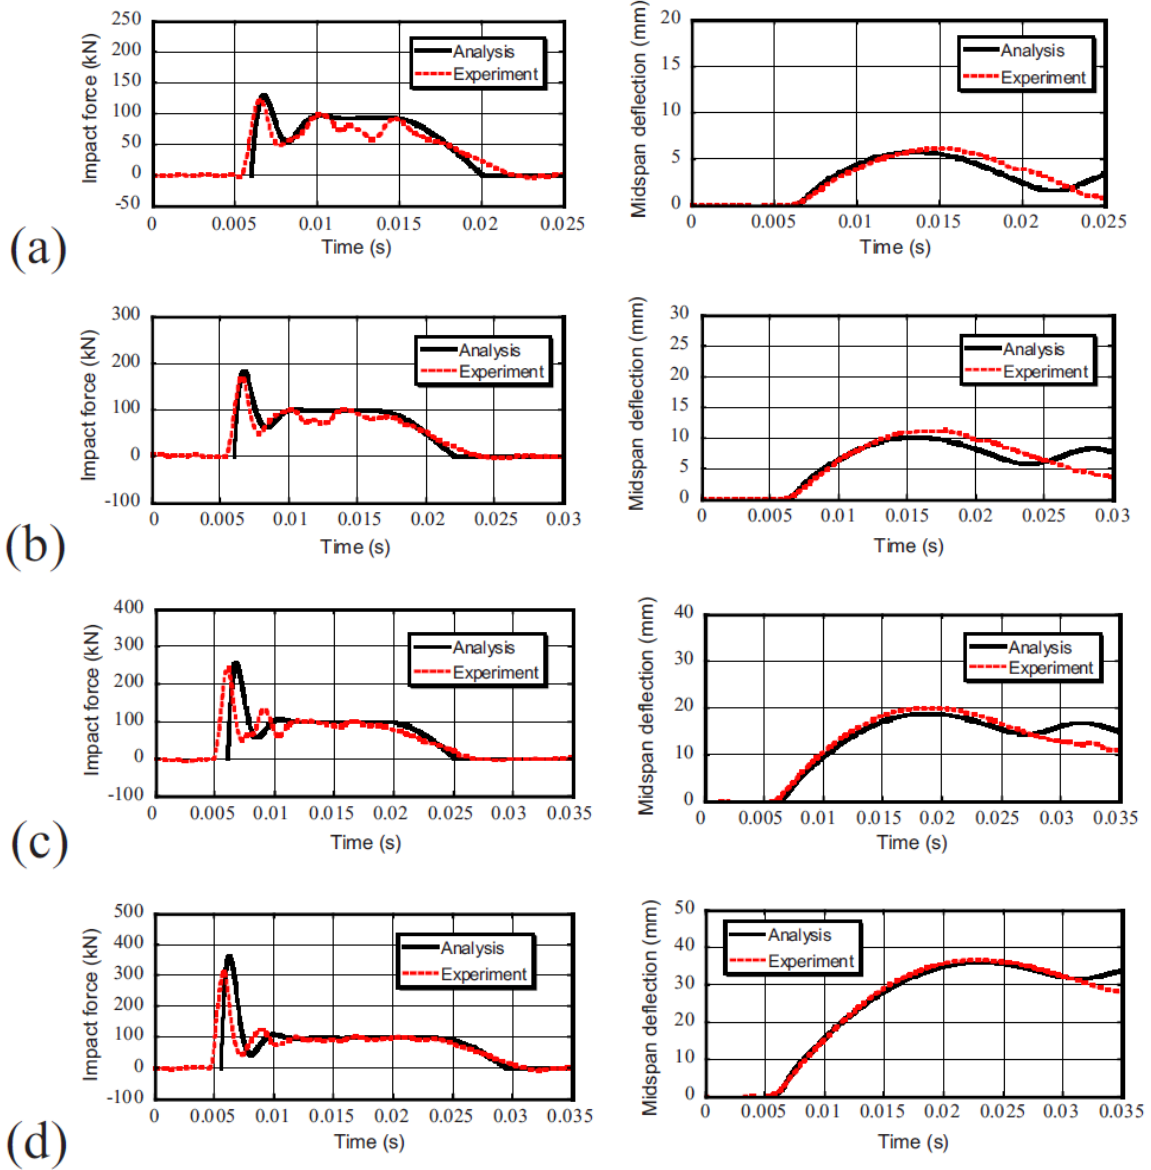 (a)
Impact force (kN)
250
200
150
100
50
0
-50
Analysis
Experiment
0 0.005 0.01 0.015 0.02 0.025
Time (s)
Midspan deflection (mm)
20
15
10
5
0
Analysis
Experiment
0 0.005 0.01 0.015 0.02 0.025
Time (s)
(b)
Impact force (kN)
300
200
100
0
-100
Analysis
Experiment
0 0.005 0.01 0.015 0.02 0.025 0.03
Time (s)
Midspan deflection (mm)
30
25
20
15
10
5
0
Analysis
Experiment
0 0.005 0.01 0.015 0.02 0.025 0.03
Time (s)
(c)
Impact force (kN)
400
300
200
100
0
-100
Analysis
Experiment
0 0.005 0.01 0.015 0.02 0.025 0.03 0.035
Time (s)
Midspan deflection (mm)
40
30
20
10
0
Analysis
Experiment
0 0.005 0.01 0.015 0.02 0.025 0.03 0.035
Time (s)
(d)
Impact force (kN)
500
400
300
200
100
0
-100
Analysis
Experiment
0 0.005 0.01 0.015 0.02 0.025 0.03 0.035
Time (s)
Midspan deflection (mm)
50
40
30
20
10
0
Analysis
Experiment
0 0.005 0.01 0.015 0.02 0.025 0.03 0.035
Time (s)